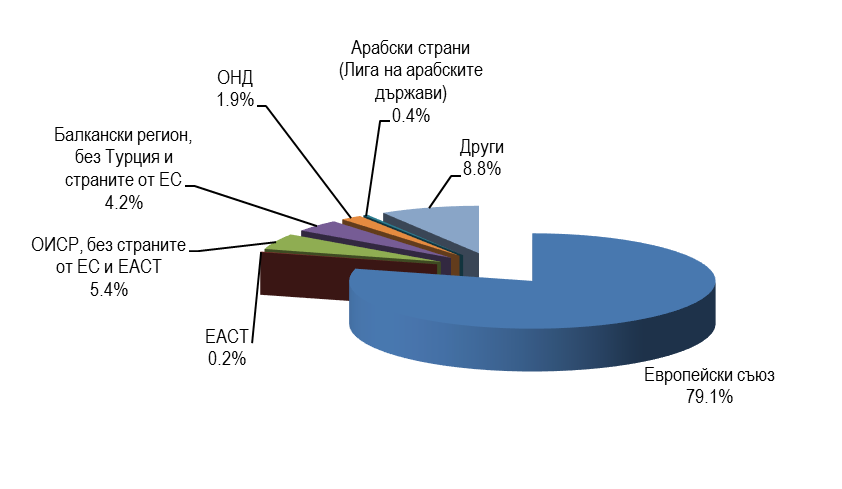 Арабски страни
(Лига на арабските
държави)
0.4%
ОНД
1.9%
Други
8.8%
Балкански регион,
без Турция и
страните от ЕС
4.2%
ОИСР, без страните
от ЕС и ЕАСТ
5.4%
ЕАСТ
0.2%
Европейски съюз
79.1%